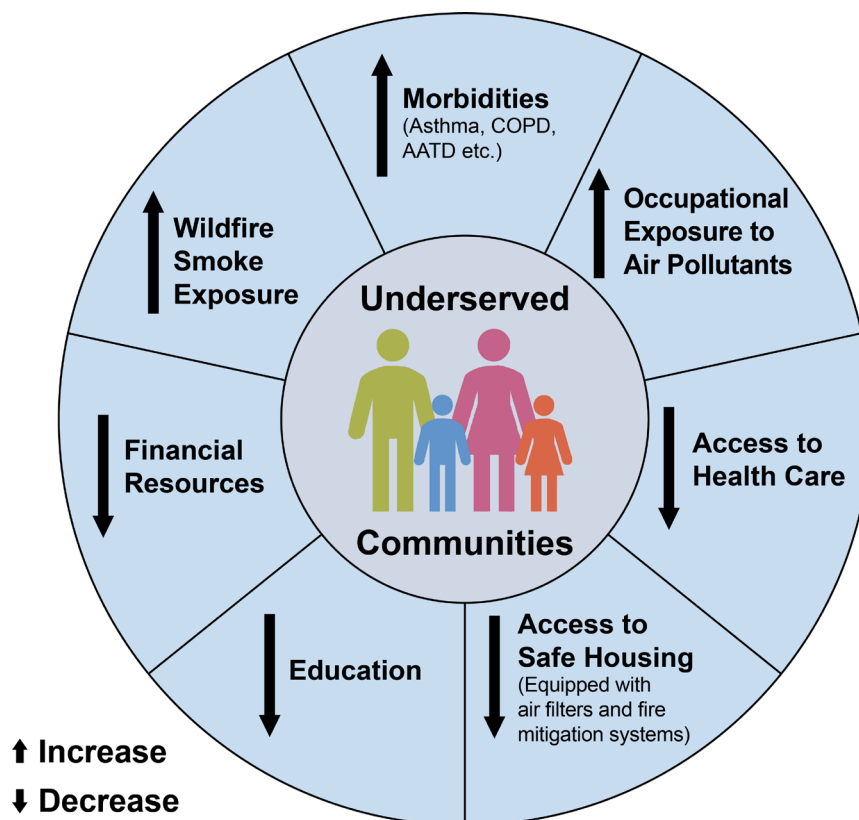 Morbidities
(Asthma, COPD,
AATD etc.)
Occupational
Exposure to
Air Pollutants
Wildfire
Smoke
Exposure
Underserved
Communities
Financial
Resources
Access to
Health Care
Education
Access to
Safe Housing
(Equipped with
air filters and fire
mitigation systems)
Increase
Decrease